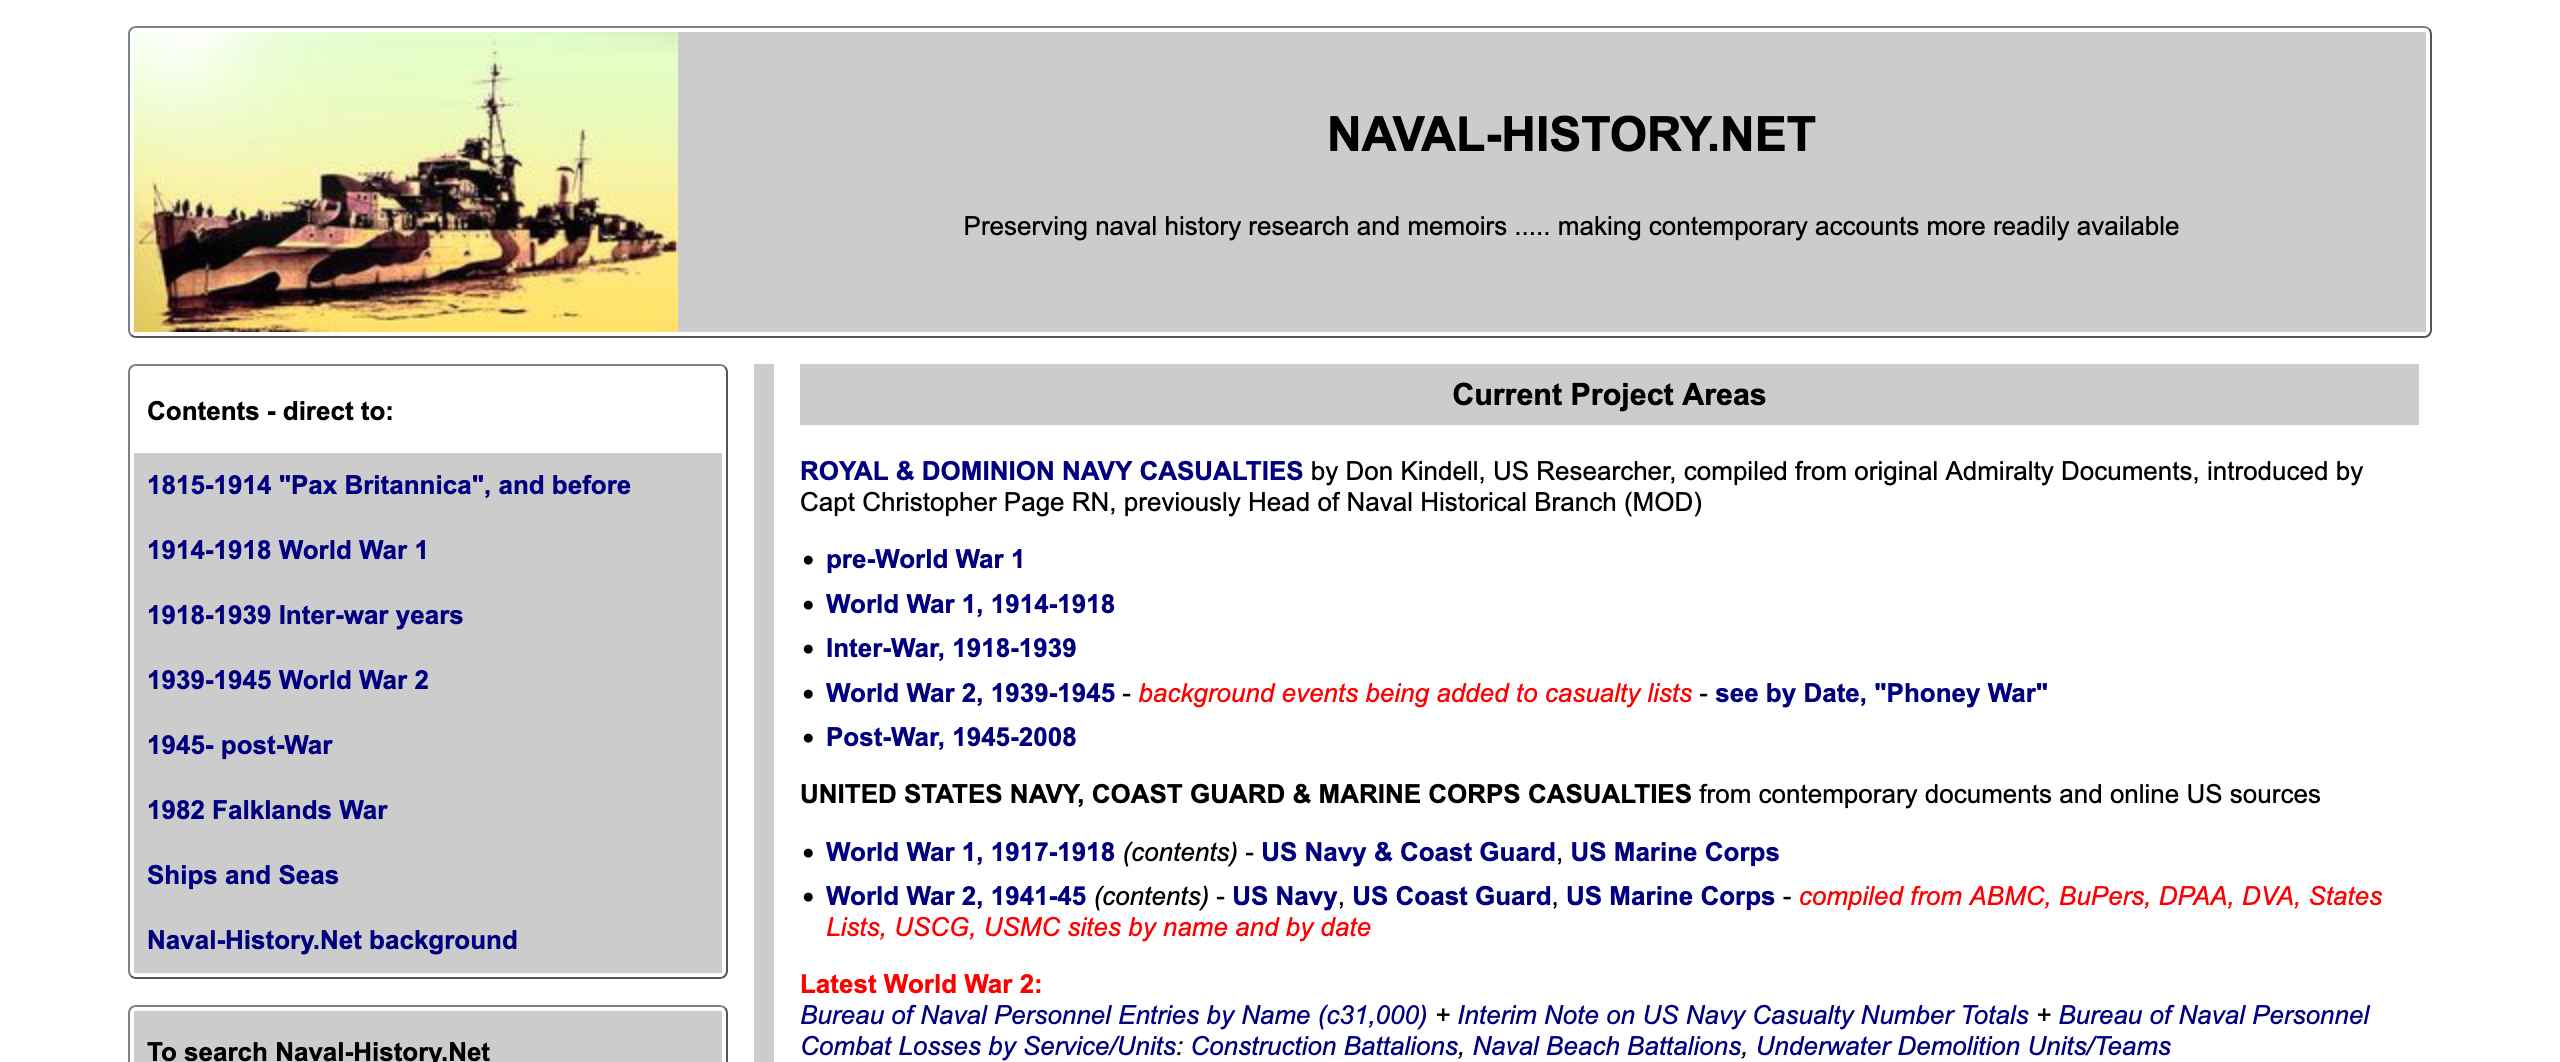 NAVAL-HISTORY.NET
Preserving naval history research and memoirs ..... making contemporary accounts more readily available
Contents - direct to:
1815-1914 "Pax Britannica", and before
1914-1918 World War 1
1918-1939 Inter-war years
1939-1945 World War 2
1945- post-War
1982 Falklands War
Ships and Seas
Naval-History.Net background
To search Naval-History.Net
Current Project Areas
ROYAL & DOMINION NAVY CASUALTIES by Don Kindell, US Researcher, compiled from original Admiralty Documents, introduced by
Capt Christopher Page RN, previously Head of Naval Historical Branch (MOD)
• pre-World War 1
• World War 1, 1914-1918
• Inter-War, 1918-1939
• World War 2, 1939-1945 - background events being added to casualty lists - see by Date, "Phoney War"
• Post-War, 1945-2008
UNITED STATES NAVY, COAST GUARD & MARINE CORPS CASUALTIES from contemporary documents and online US sources
• World War 1, 1917-1918 (contents) - US Navy & Coast Guard, US Marine Corps
• World War 2, 1941-45 (contents) - US Navy, US Coast Guard, US Marine Corps - compiled from ABMC, BuPers, DPAA, DVA, States
Lists, USCG, USMC sites by name and by date
Latest World War 2:
Bureau of Naval Personnel Entries by Name (c31,000) + Interim Note on US Navy Casualty Number Totals + Bureau of Naval Personnel
Combat Losses by Service/Units: Construction Battalions, Naval Beach Battalions, Underwater Demolition Units/Teams